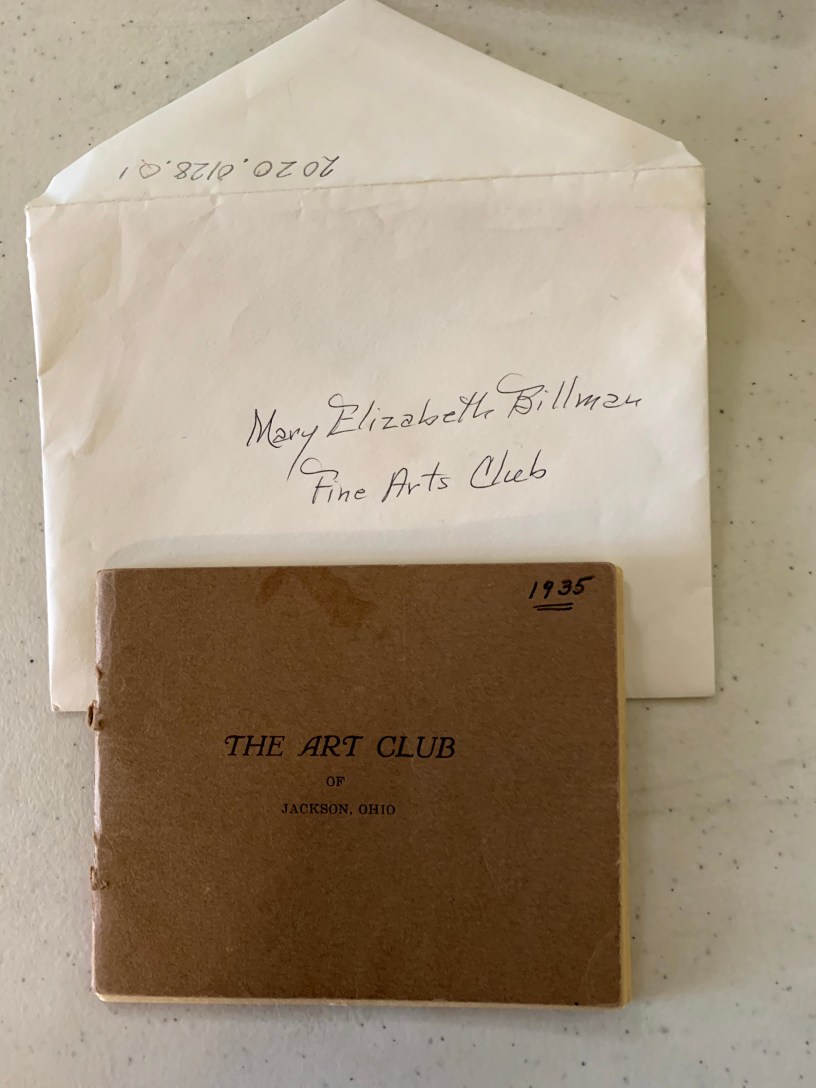 2020.0128.01
Mary Elizabeth Billman
Fine Arts Club
1935
THE ART CLUB
OF
JACKSON, OHIO